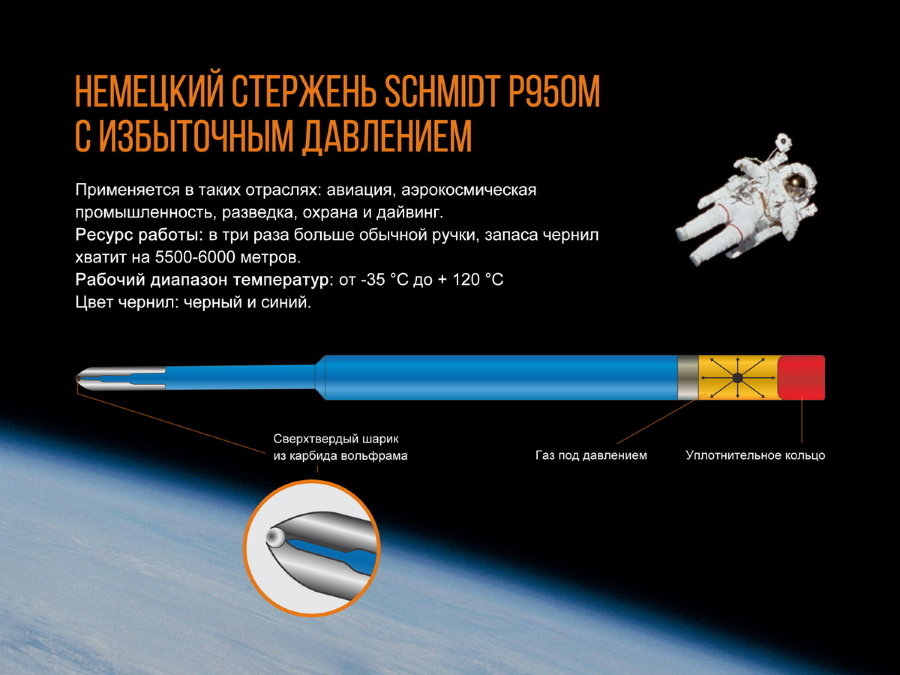 НЕМЕЦКИЙ СТЕРЖЕНЬ SCHMIDT P950M
С ИЗБЫТОЧНЫМ ДАВЛЕНИЕМ
Применяется в таких отраслях: авиация, аэрокосмическая
промышленность, разведка, охрана и дайвинг.
Ресурс работы: в три раза больше обычной ручки, запаса чернил
хватит на 5500-6000 метров.
Рабочий диапазон температур: от -35 °C до + 120 °C
Цвет чернил: черный и синий.
Сверхтвердый шарик
из карбида вольфрама
Газ под давлением
Уплотнительное кольцо